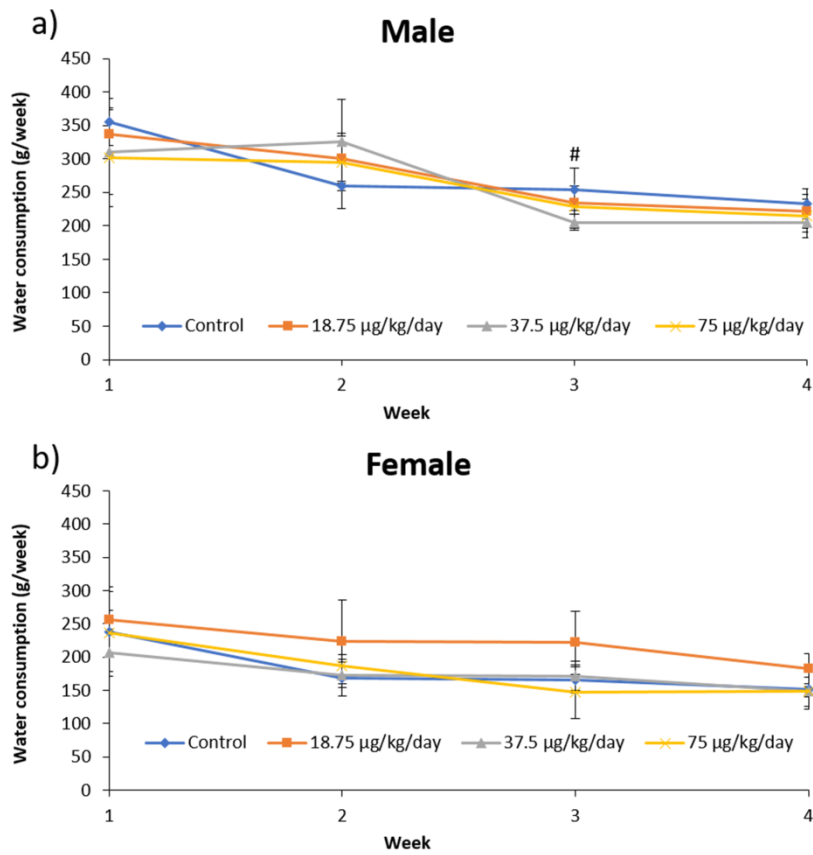 a)
Male
Water consumption (g/week)
450
400
350
300
250
200
150
100
50
0
#
Control 18.75 µg/kg/day 37.5 µg/kg/day 75 µg/kg/day
1 2 3 4
Week
b)
Female
Water consumption (g/week)
450
400
350
300
250
200
150
100
50
0
Control 18.75 µg/kg/day 37.5 µg/kg/day 75 µg/kg/day
1 2 3 4
Week